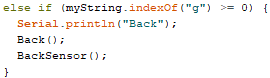 else if (myString.indexOf("g") >= 0) {
  Serial.println("Back");
  Back();
  BackSensor();
}